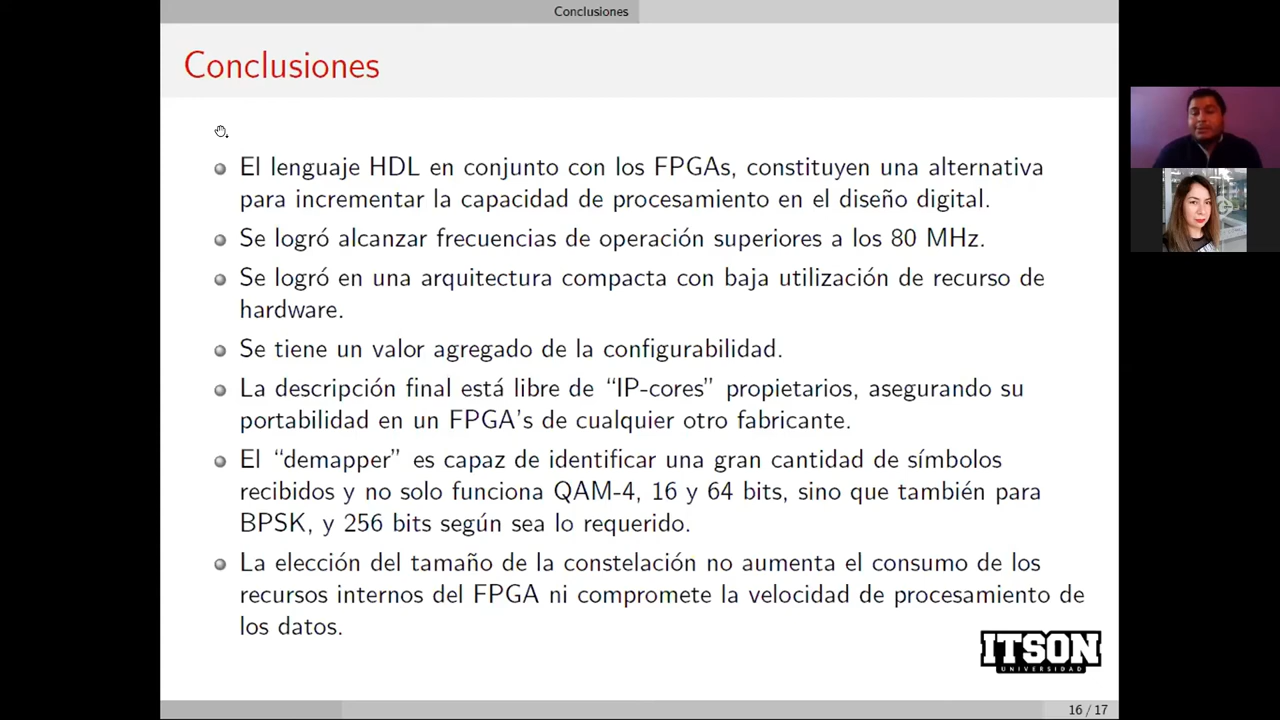 Conclusiones
Conclusiones
El lenguaje HDL en conjunto con los FPGAs, constituyen una alternativa
para incrementar la capacidad de procesamiento en el diseño digital.
Se logró alcanzar frecuencias de operación superiores a los 80 MHz.
Se logró en una arquitectura compacta con baja utilización de recurso de
hardware.
Se tiene un valor agregado de la configurabilidad.
La descripción final está libre de “IP-cores” propietarios, asegurando su
portabilidad en un FPGA's de cualquier otro fabricante.
El “demapper” es capaz de identificar una gran cantidad de símbolos
recibidos y no solo funciona QAM-4, 16 y 64 bits, sino que también para
BPSK, y 256 bits según sea lo requerido.
La elección del tamaño de la constelación no aumenta el consumo de los
recursos internos del FPGA ni compromete la velocidad de procesamiento de
los datos.
ITSON
UNIVERSIDAD
16 / 17